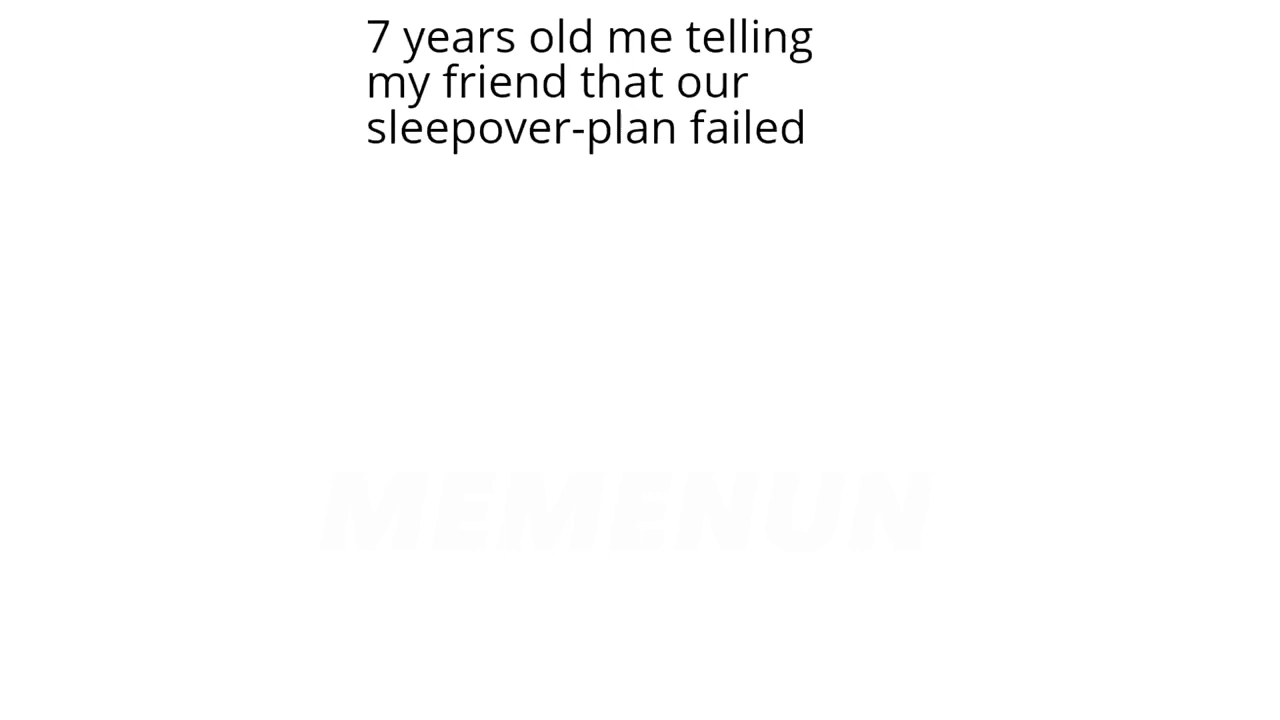 7 years old me telling
my friend that our
sleepover-plan failed
MEMENUN